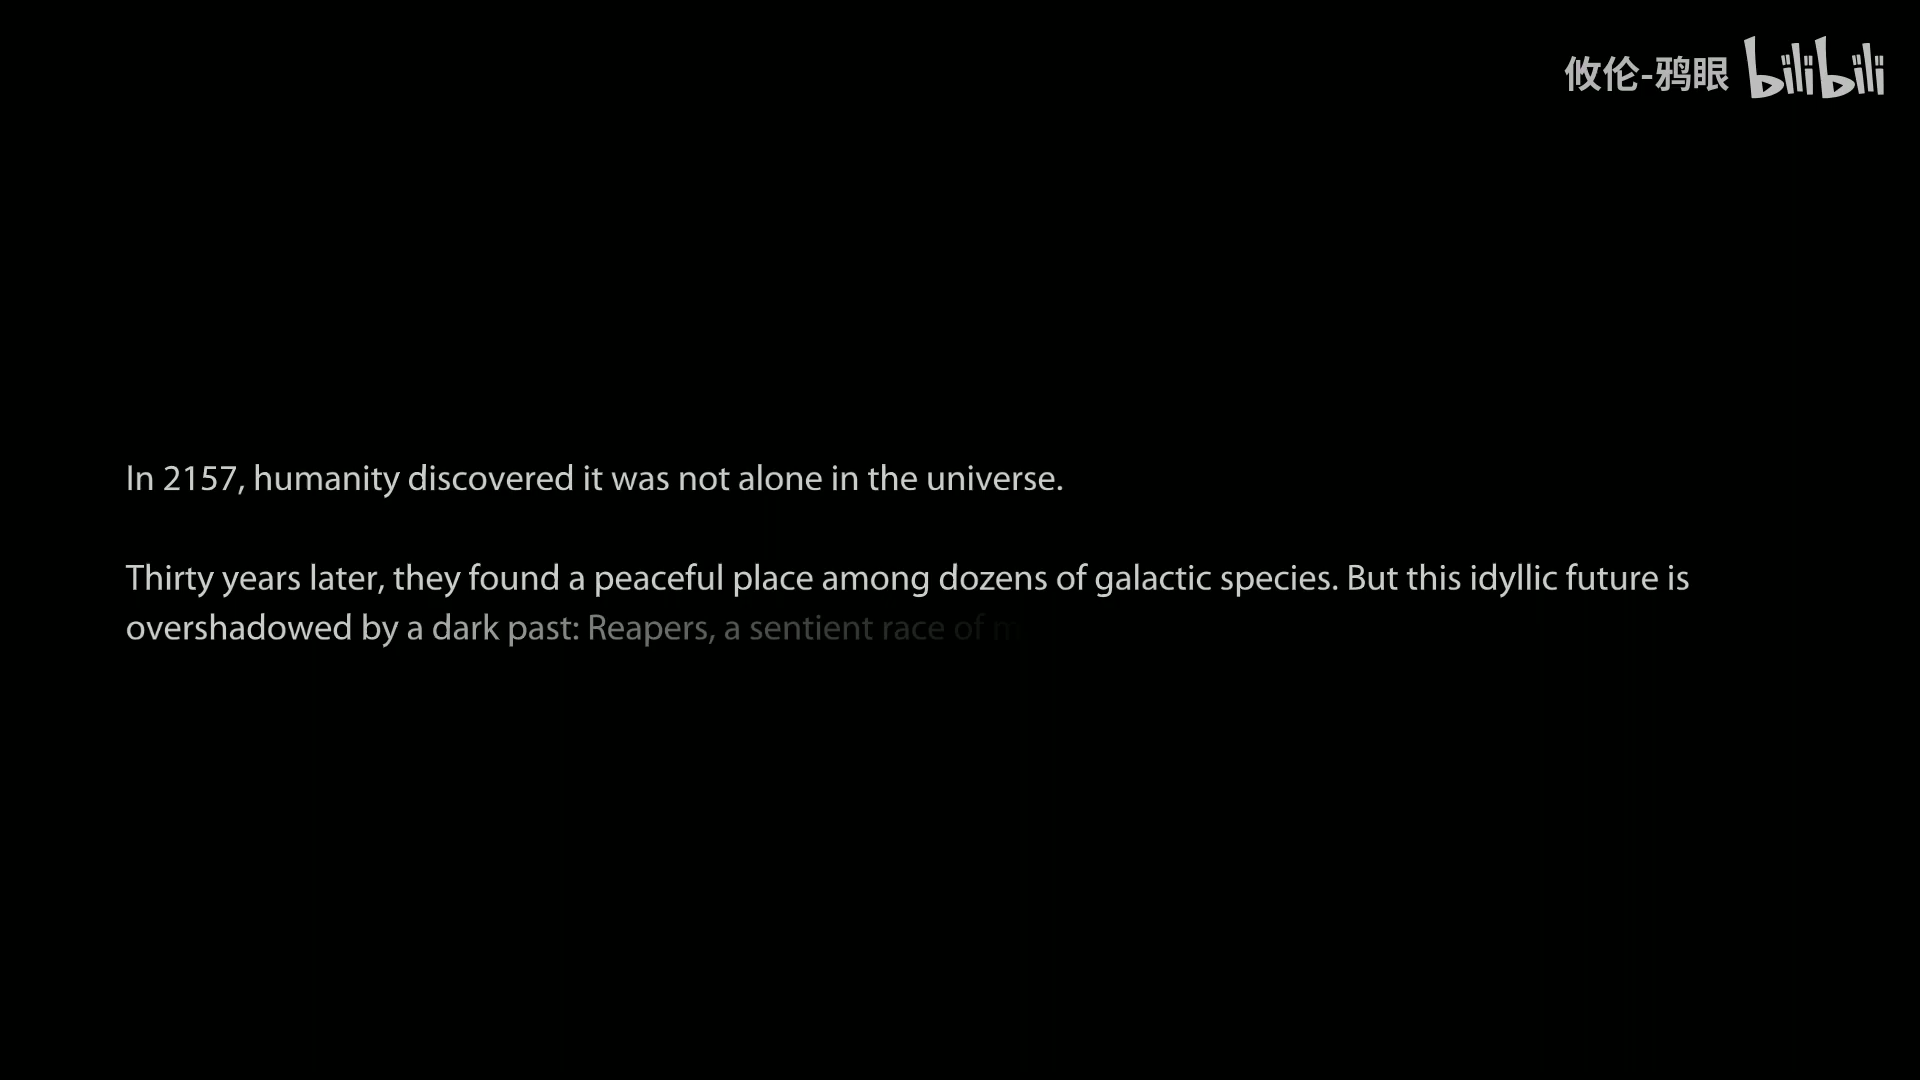 攸伦-鸦眼 bilibili
In 2157, humanity discovered it was not alone in the universe.
Thirty years later, they found a peaceful place among dozens of galactic species. But this idyllic future is
overshadowed by a dark past: Reapers, a sentient race of m